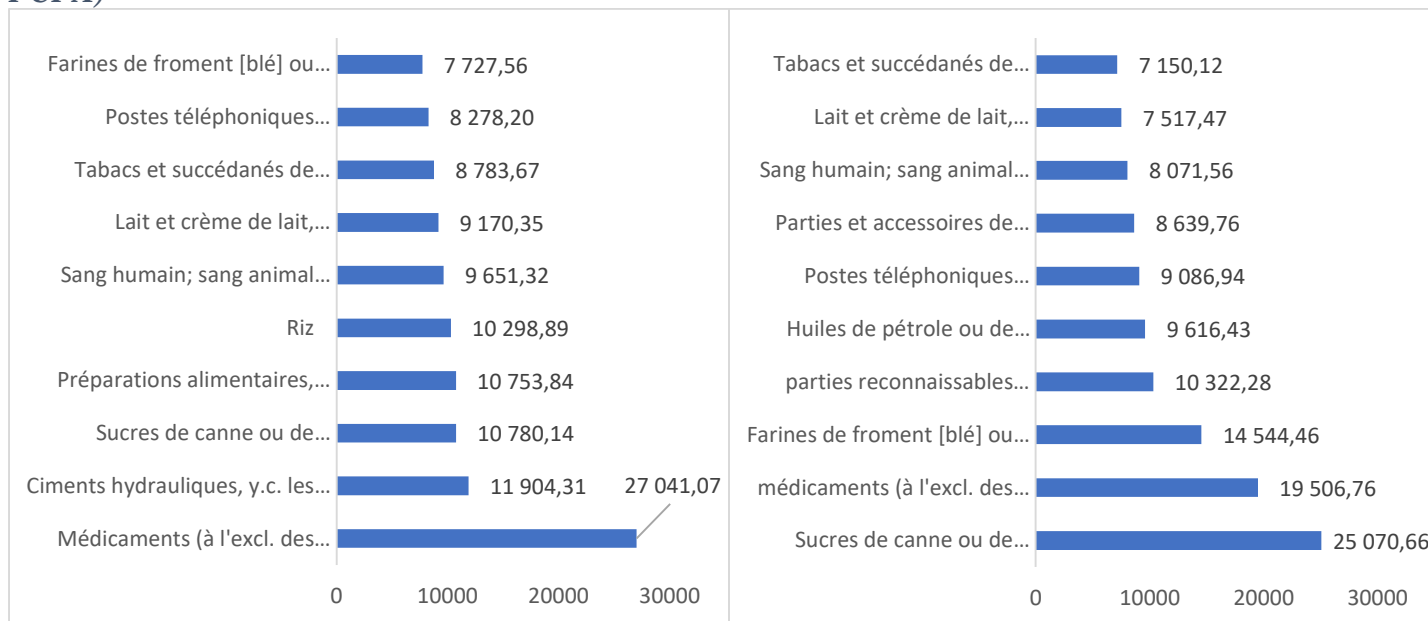 Farines de froment [blé] ou... 7 727,56
Postes téléphoniques... 8 278,20
Tabacs et succédanés de... 8 783,67
Lait et crème de lait,... 9 170,35
Sang humain; sang animal... 9 651,32
Riz 10 298,89
Préparations alimentaires,... 10 753,84
Sucres de canne ou de... 10 780,14
Ciments hydrauliques, y.c. les... 11 904,31
Médicaments (à l'excl. des... 27 041,07
0 10000 20000 30000
Tabacs et succédanés de... 7 150,12
Lait et crème de lait,... 7 517,47
Sang humain; sang animal... 8 071,56
Parties et accessoires de... 8 639,76
Postes téléphoniques... 9 086,94
Huiles de pétrole ou de... 9 616,43
parties reconnaissables... 10 322,28
Farines de froment [blé] ou... 14 544,46
médicaments (à l'excl. des... 19 506,76
Sucres de canne ou de... 25 070,66
0 10000 20000 30000